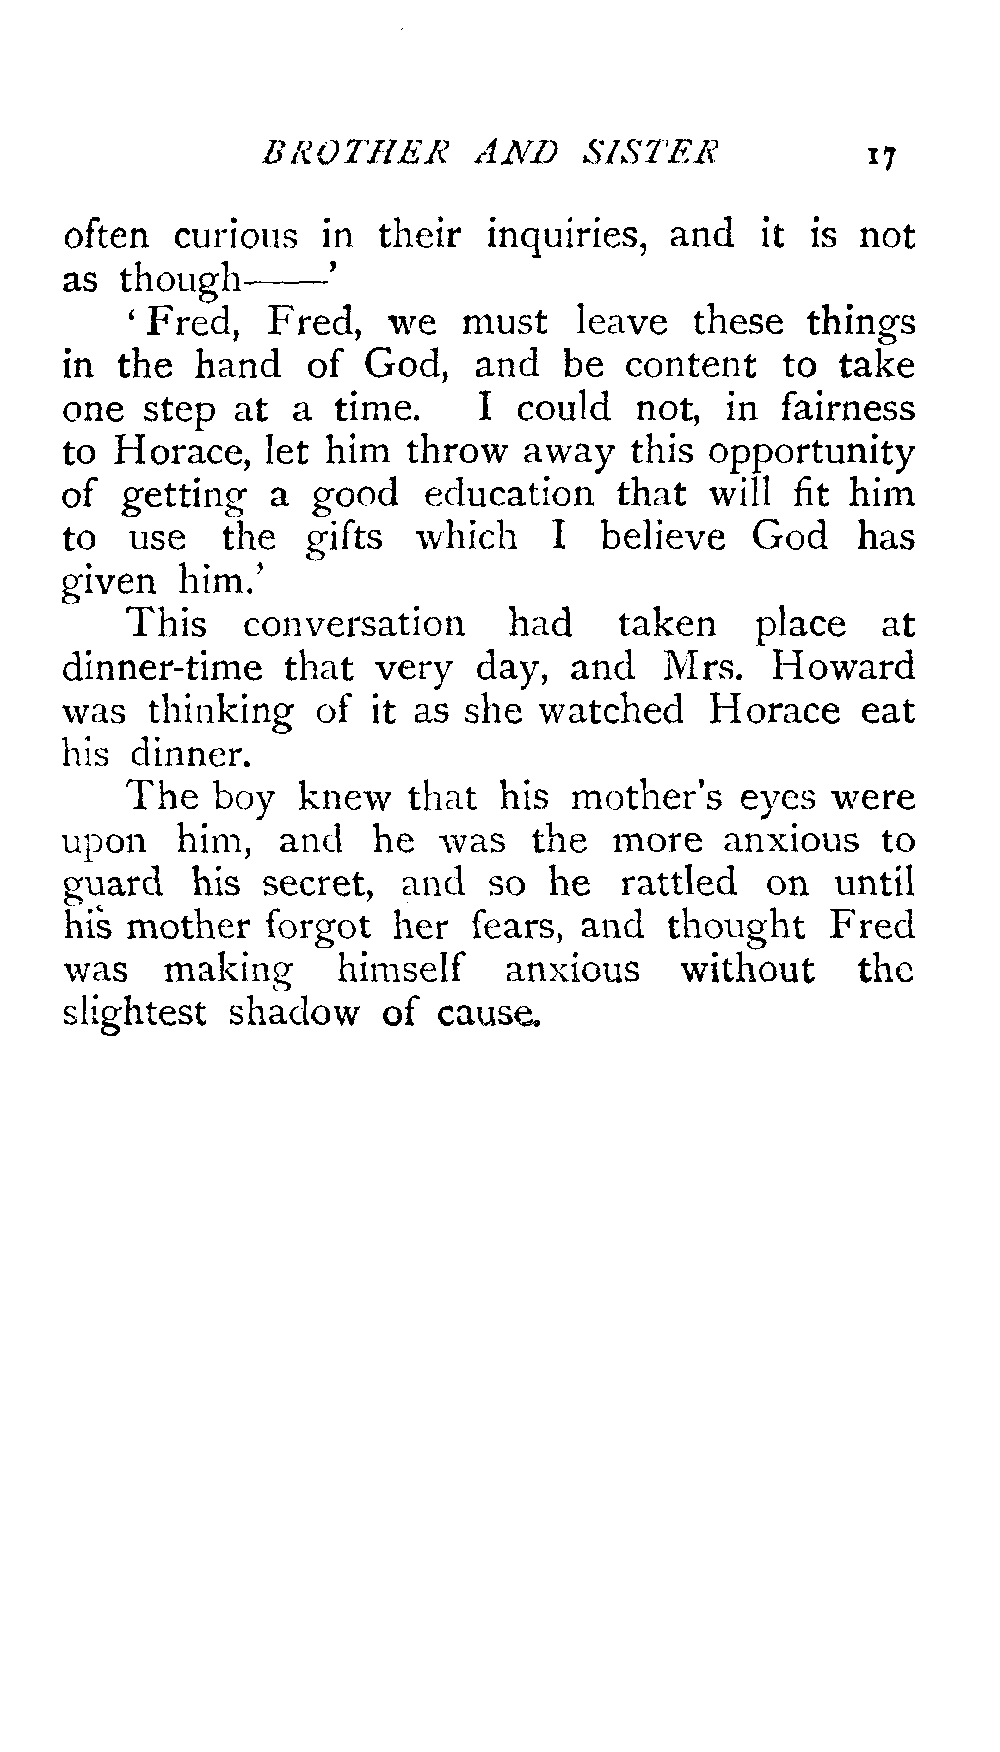 BROTHER AND SISTER 17
often curious in their inquiries, and it is not
as though——'
'Fred, Fred, we must leave these things
in the hand of God, and be content to take
one step at a time. I could not, in fairness
to Horace, let him throw away this opportunity
of getting a good education that will fit him
to use the gifts which I believe God has
given him.'
This conversation had taken place at
dinner-time that very day, and Mrs. Howard
was thinking of it as she watched Horace eat
his dinner.
The boy knew that his mother's eyes were
upon him, and he was the more anxious to
guard his secret, and so he rattled on until
his mother forgot her fears, and thought Fred
was making himself anxious without the
slightest shadow of cause.